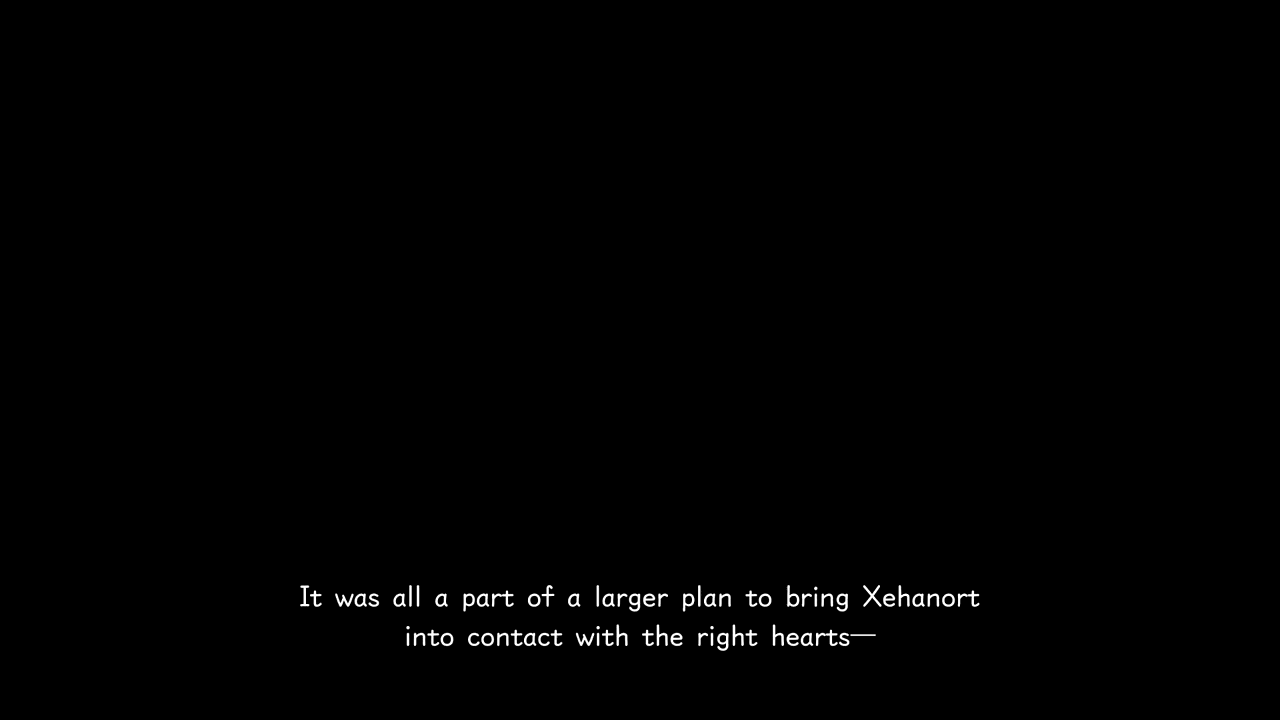 It was all a part of a larger plan to bring Xehanort
into contact with the right hearts—